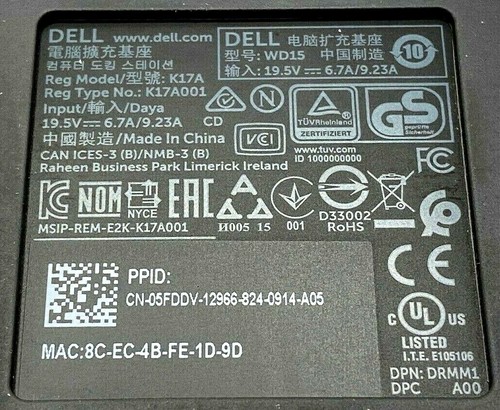 DELL www.dell.com
電腦擴充基座
컴퓨터 도킹 스테이션
Reg Model/型號: K17A
Reg Type No.: K17A001
Input/輸入/Daya
19.5V⎓6.7A/9.23A
中國製造/Made In China
CAN ICES-3 (B)/NMB-3 (B)
Raheen Business Park Limerick Ireland
DELL 电脑扩充基座
型号: WD15 中国制造
输入: 19.5V⎓6.7A/9.23A
10
CD
N
VCI
TÜVRheinland
ZERTIFIZIERT
GS
geprüfte
Sicherheit
www.tuv.com
ID 1000000000
FC
KC NOM NYCE EAC
И005 15
001
D33002
RoHS
MSIP-REM-E2K-K17A001
CE
PPID:
CN-05FDDV-12966-824-0914-A05
MAC:8C-EC-4B-FE-1D-9D
C UL US
LISTED
I.T.E. E105106
DPN: DRMM1
DPC A00